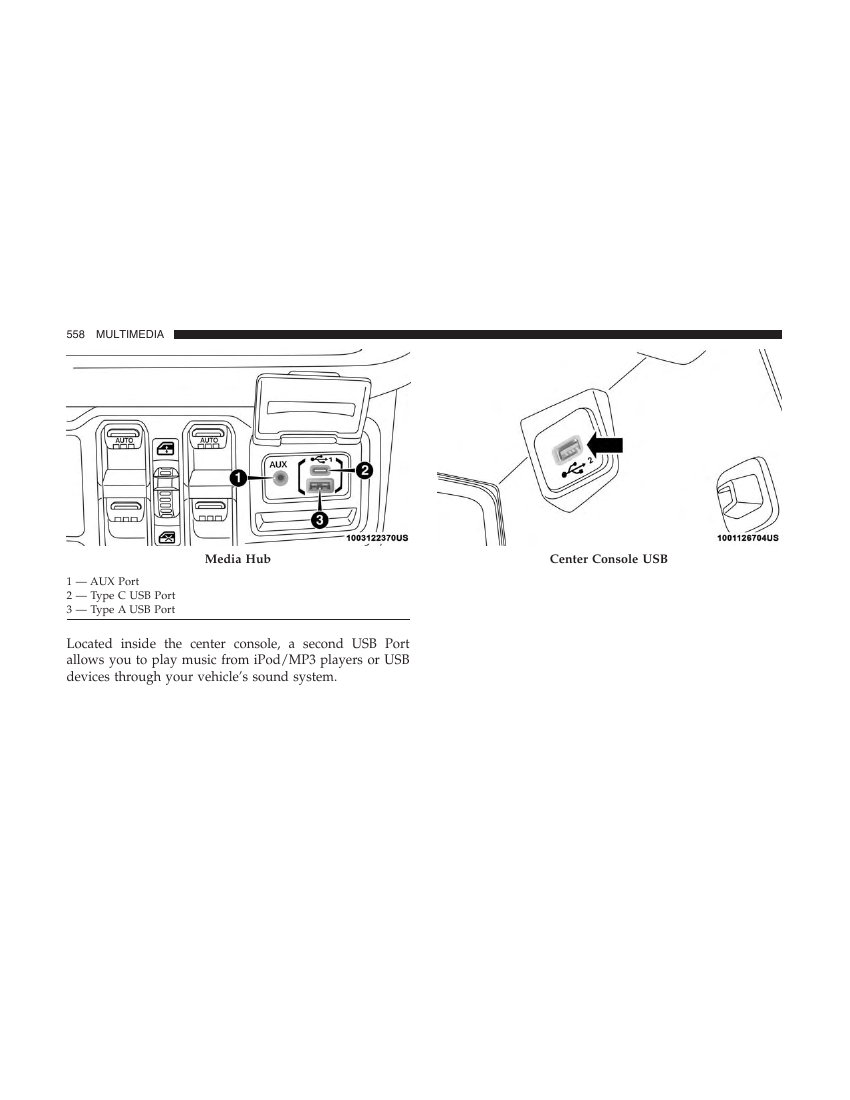 558 MULTIMEDIA
AUTO
AUTO
AUX
1
1
2
3
1003122370US
Media Hub
1 — AUX Port
2 — Type C USB Port
3 — Type A USB Port
Located inside the center console, a second USB Port
allows you to play music from iPod/MP3 players or USB
devices through your vehicle’s sound system.
2
1001126704US
Center Console USB